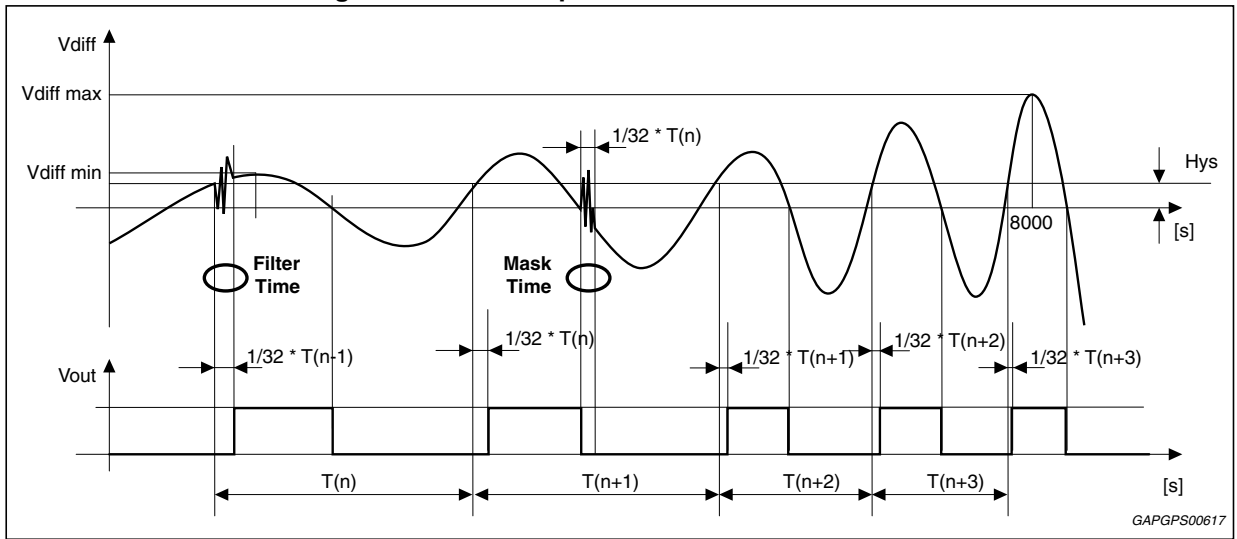 Vdiff
Vdiff max
1/32 * T(n)
Vdiff min
Hys
8000
[s]
Filter
Time
Mask
Time
1/32 * T(n-1)
1/32 * T(n)
1/32 * T(n+1)
1/32 * T(n+2)
1/32 * T(n+3)
Vout
T(n)
T(n+1)
T(n+2)
T(n+3)
[s]
GAPGPS00617